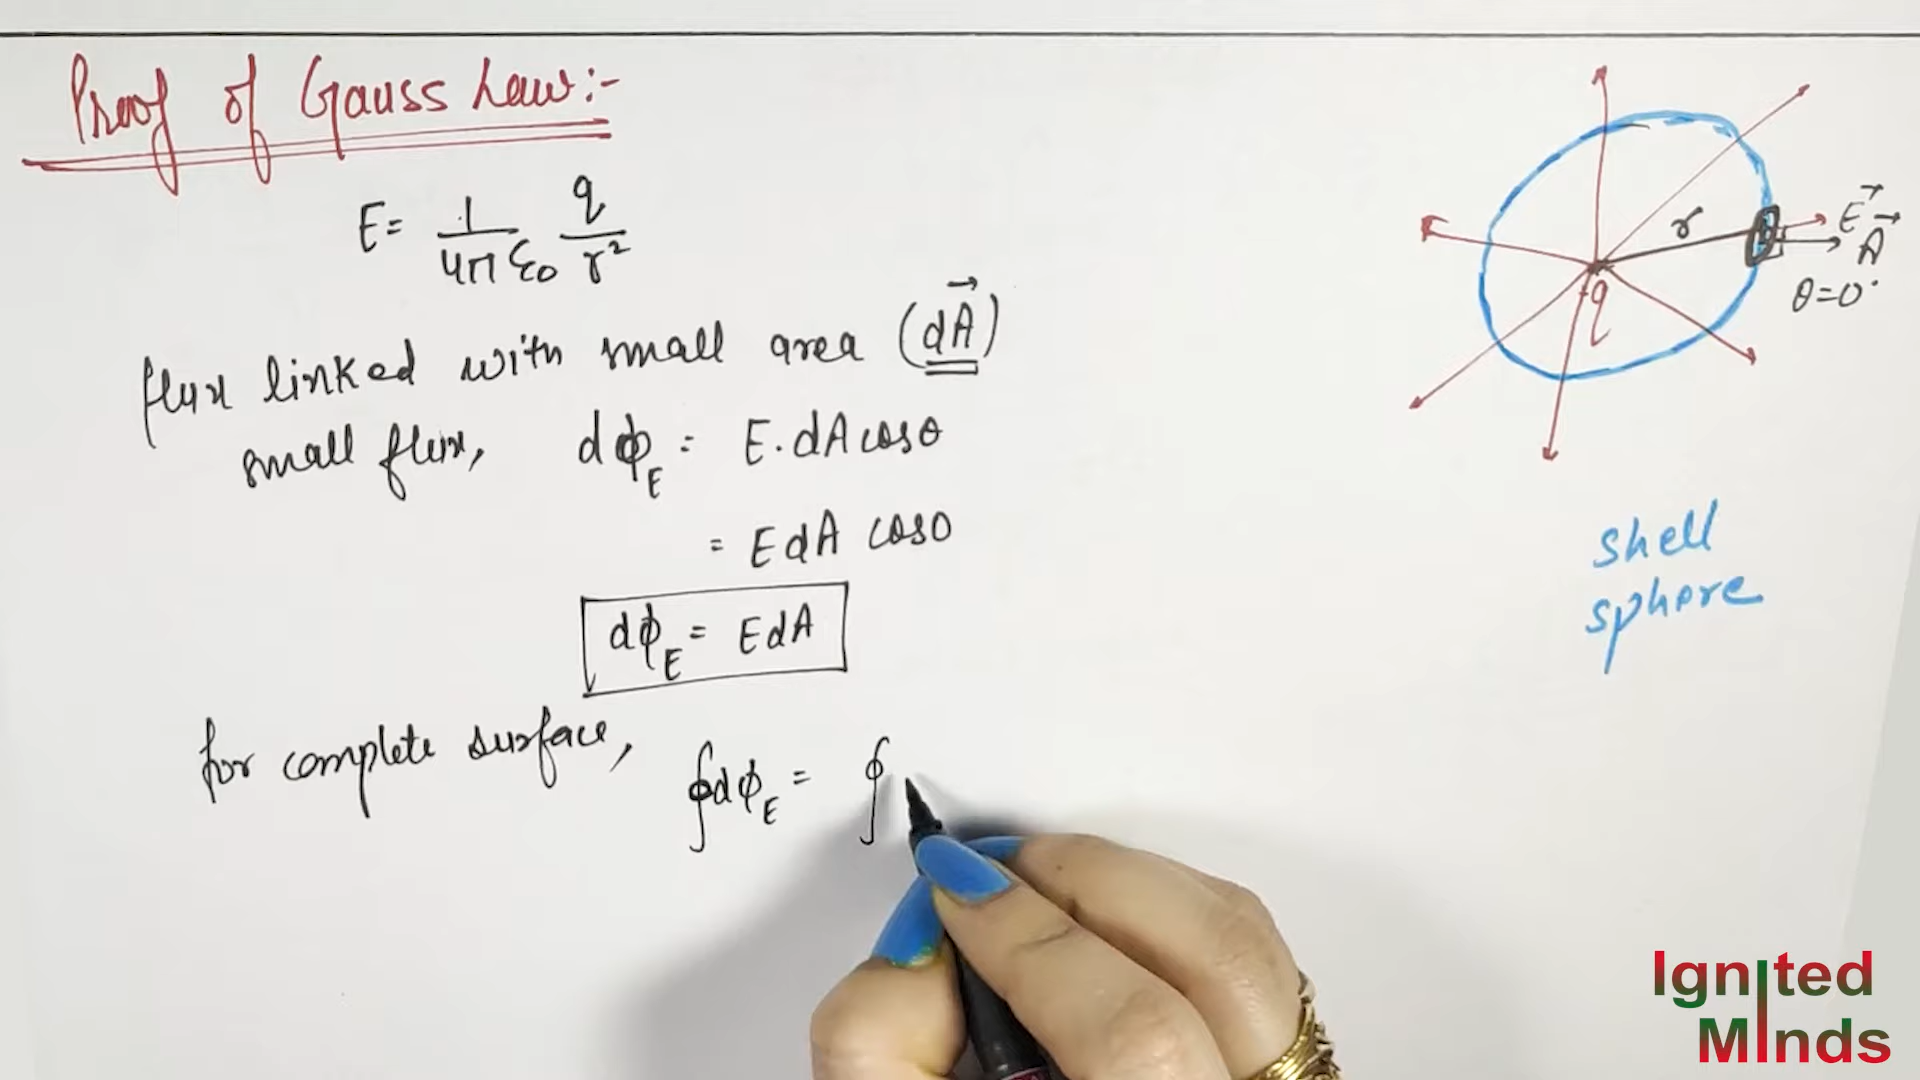 Proof of Gauss Law:-
E= 1/4πε₀ q/r²
flux linked with small area (dA⃗)
small flux, dϕ_E = E.dA cosθ
= EdA cos0
dϕ_E = EdA
for complete surface, ∮dϕ_E = ∮
r
E⃗
A⃗
θ=0°
+q
shell
sphere
Ignited
Minds